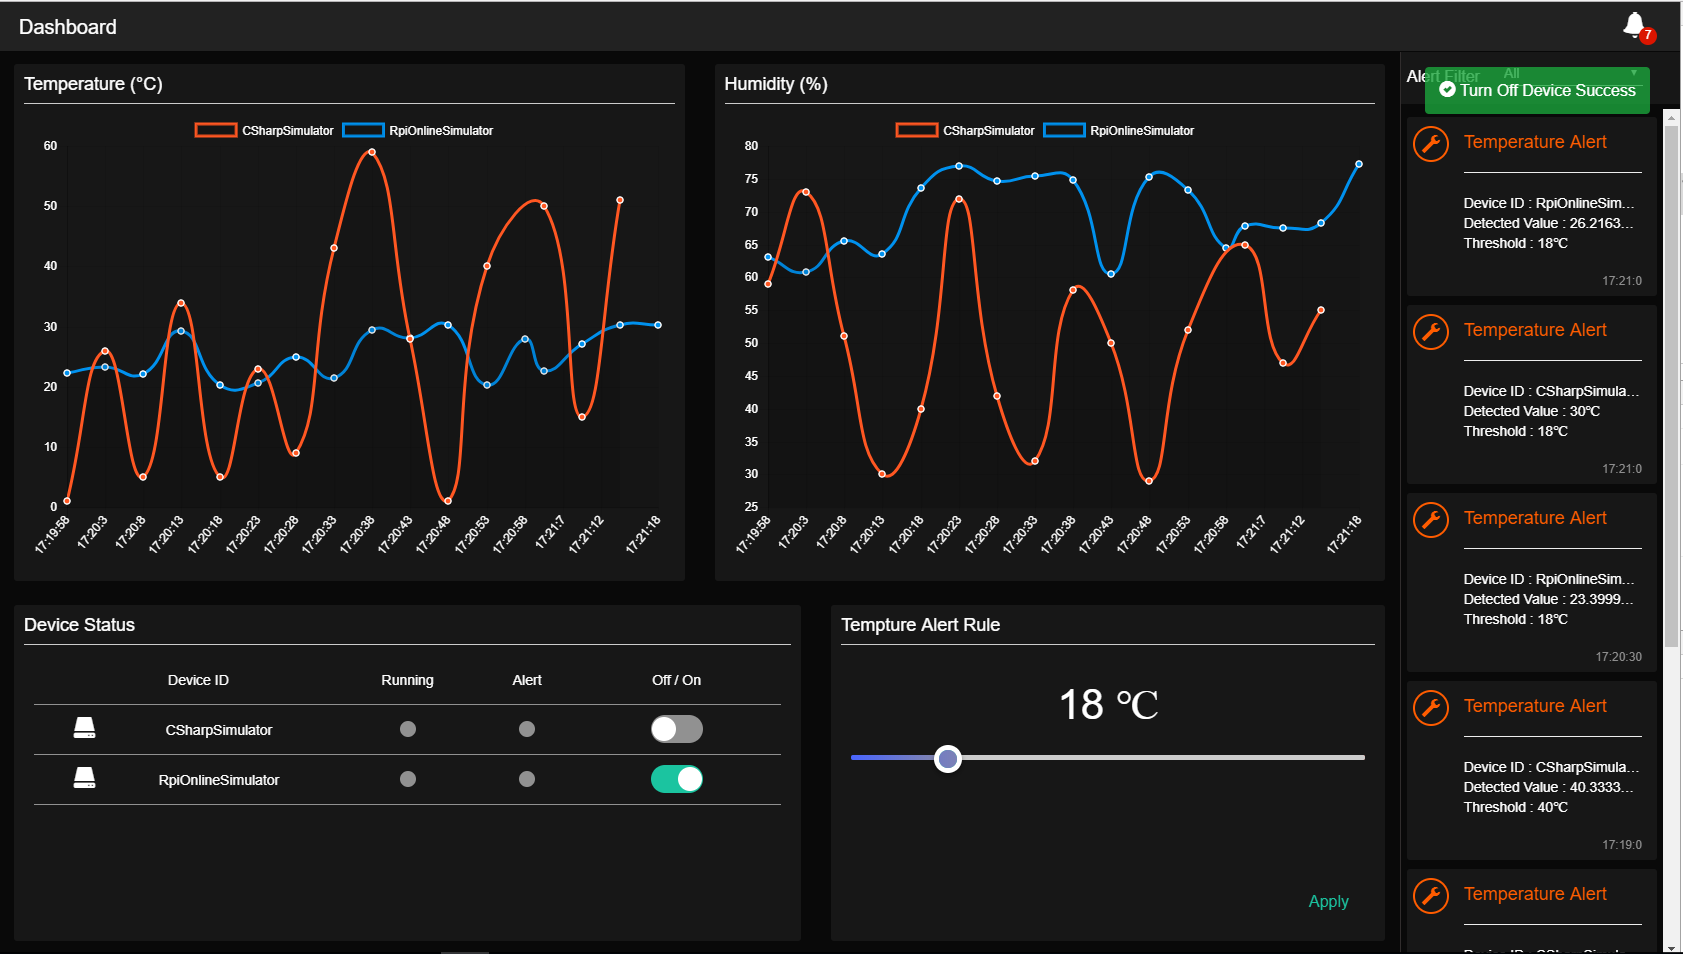 Dashboard
7
Temperature (°C)
CSharpSimulator
RpiOnlineSimulator
60
50
40
30
20
10
0
17:19:58
17:20:3
17:20:8
17:20:13
17:20:18
17:20:23
17:20:28
17:20:33
17:20:38
17:20:43
17:20:48
17:20:53
17:20:58
17:21:7
17:21:12
17:21:18
Humidity (%)
CSharpSimulator
RpiOnlineSimulator
80
75
70
65
60
55
50
45
40
35
30
25
17:19:58
17:20:3
17:20:8
17:20:13
17:20:18
17:20:23
17:20:28
17:20:33
17:20:38
17:20:43
17:20:48
17:20:53
17:20:58
17:21:7
17:21:12
17:21:18
Device Status
Device ID Running Alert Off / On
CSharpSimulator
RpiOnlineSimulator
Tempture Alert Rule
18 ℃
Apply
Alert Filter All
Turn Off Device Success
Temperature Alert
Device ID : RpiOnlineSim...
Detected Value : 26.2163...
Threshold : 18℃
17:21:0
Temperature Alert
Device ID : CSharpSimula...
Detected Value : 30℃
Threshold : 18℃
17:21:0
Temperature Alert
Device ID : RpiOnlineSim...
Detected Value : 23.3999...
Threshold : 18℃
17:20:30
Temperature Alert
Device ID : CSharpSimula...
Detected Value : 40.3333...
Threshold : 40℃
17:19:0
Temperature Alert